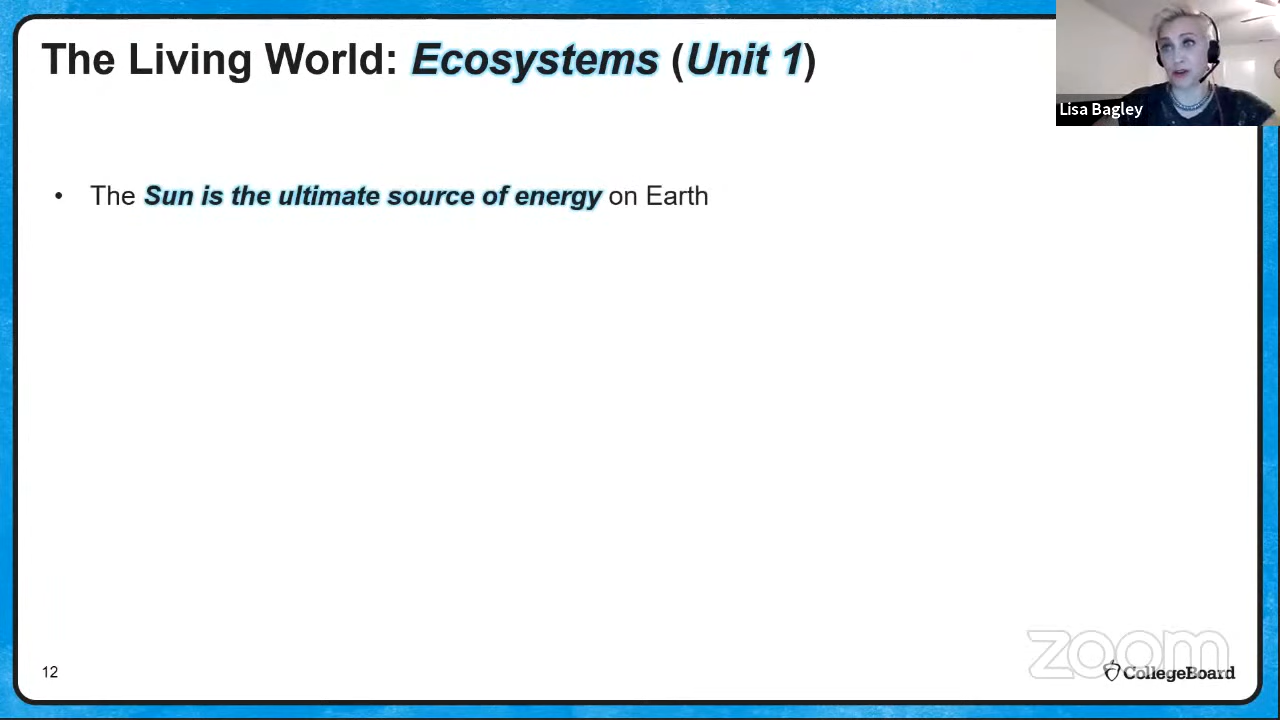 The Living World: Ecosystems (Unit 1)
Lisa Bagley
• The Sun is the ultimate source of energy on Earth
zoom
12
CollegeBoard